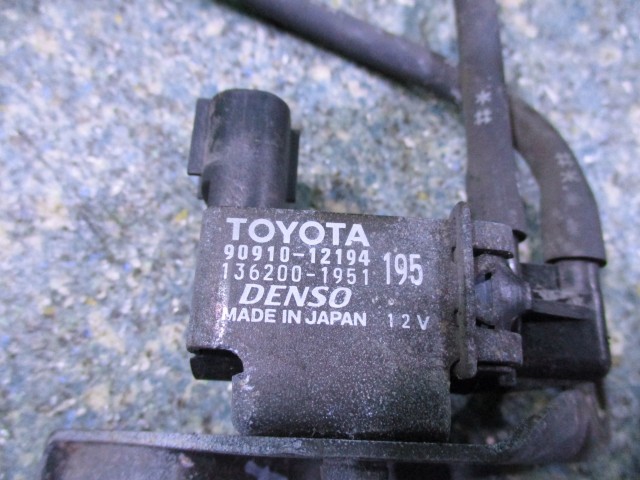 TOYOTA
90910-12194
136200-1951 195
DENSO
MADE IN JAPAN 12V